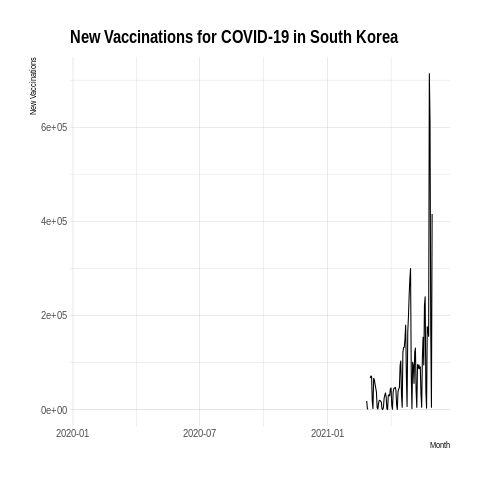 New Vaccinations for COVID-19 in South Korea
New Vaccinations
6e+05
4e+05
2e+05
0e+00
2020-01
2020-07
2021-01
Month